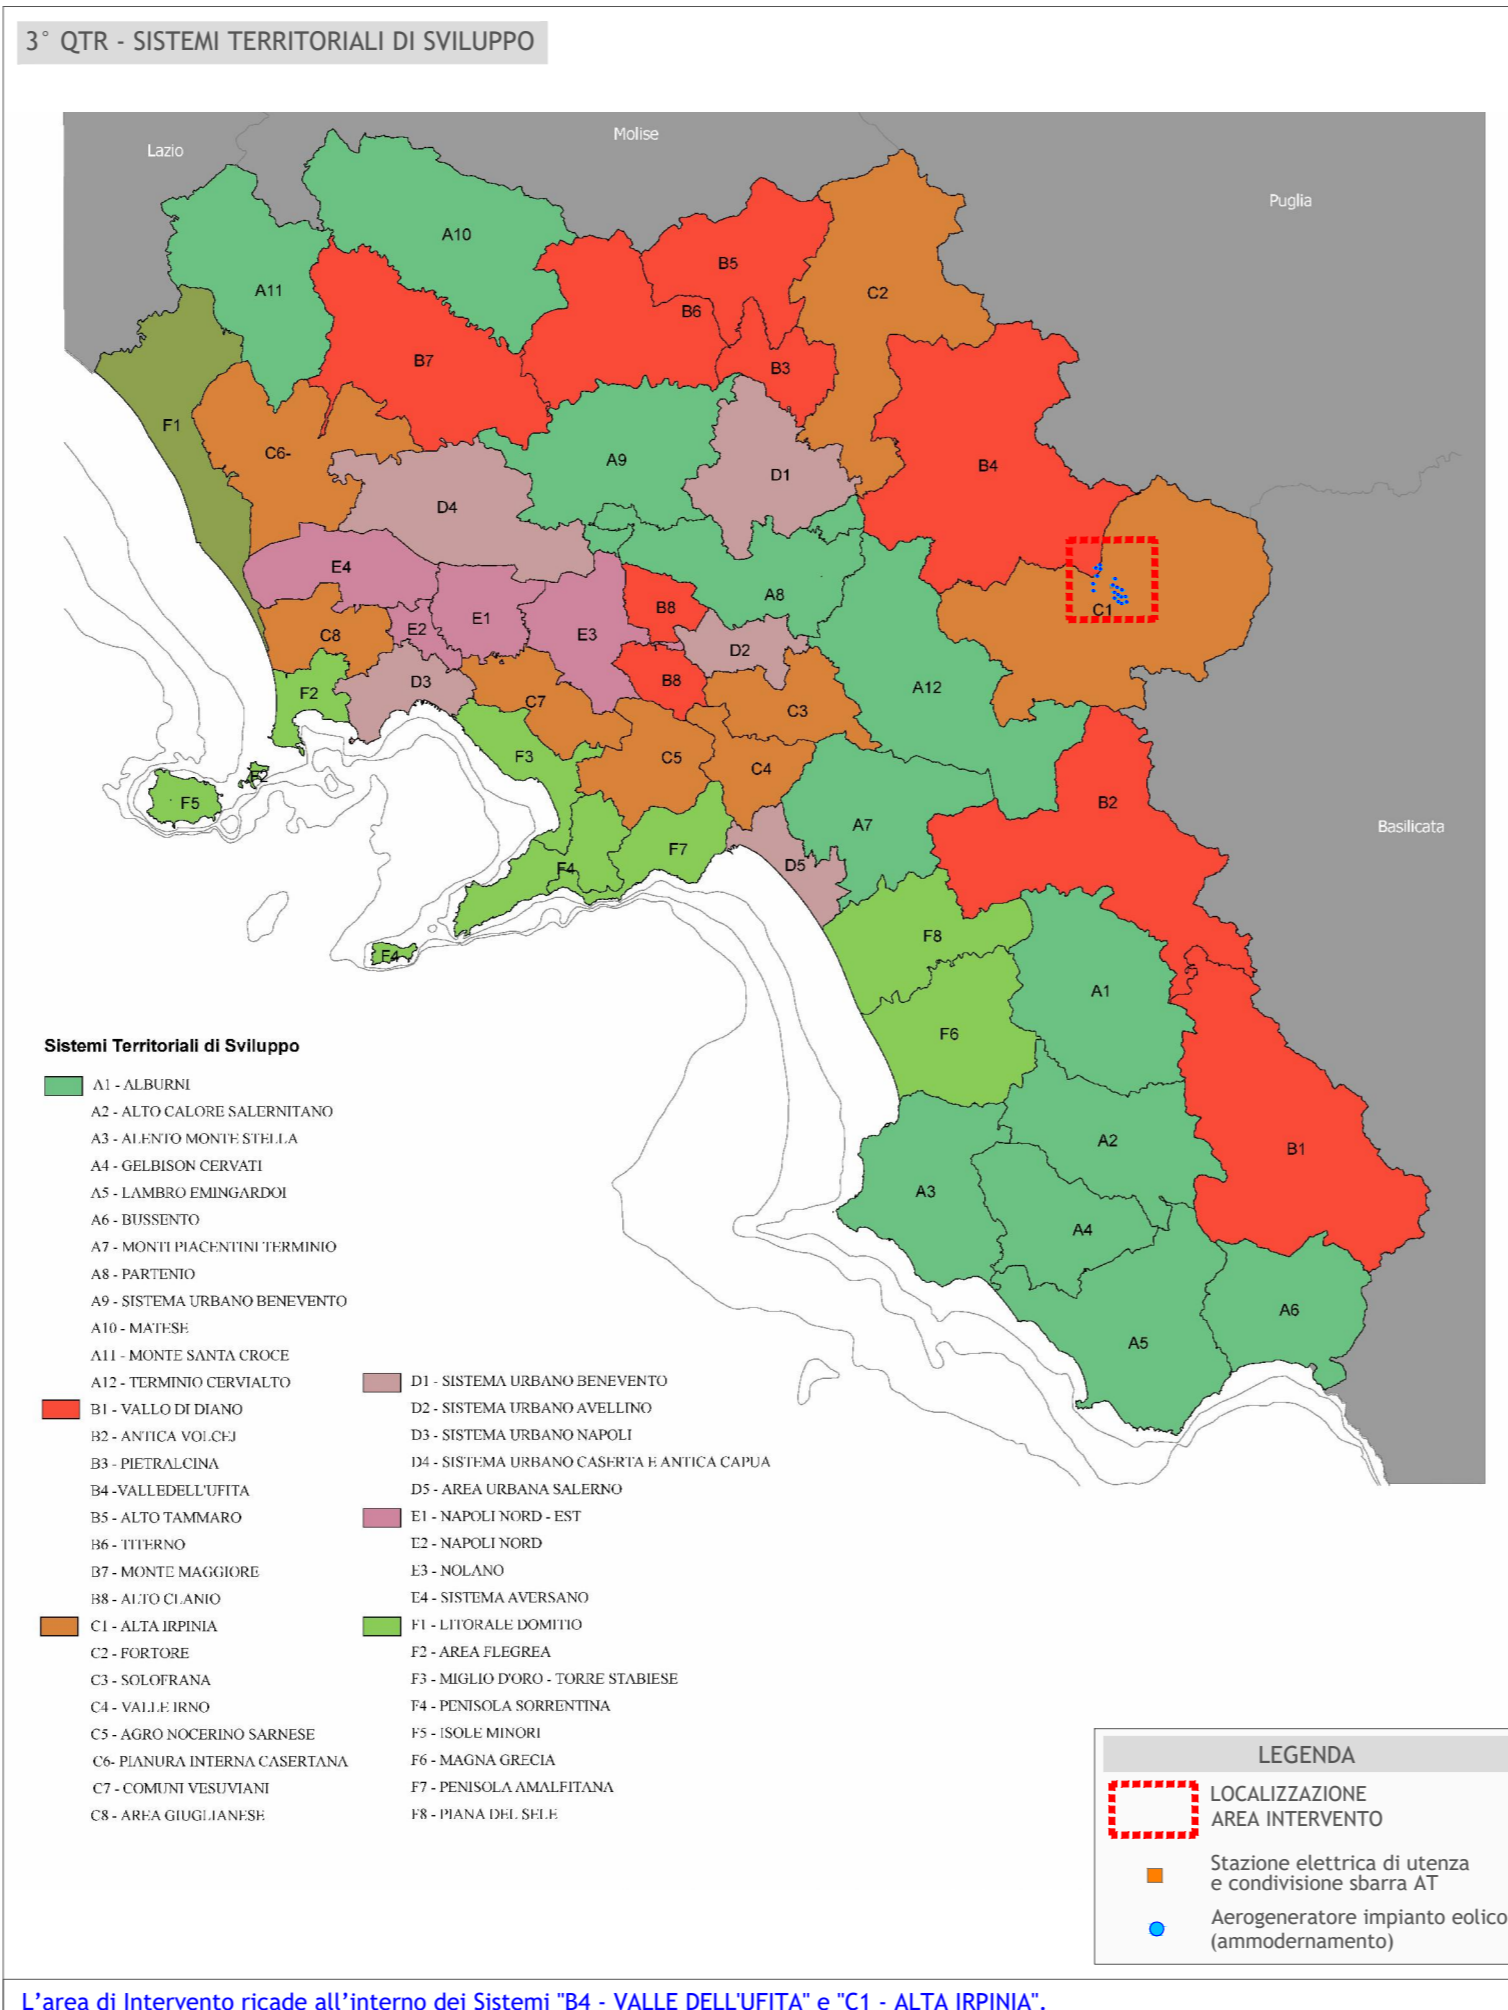 3° QTR - SISTEMI TERRITORIALI DI SVILUPPO
Lazio
Molise
Puglia
A10
B5
A11
C2
B6
B7
B3
F1
C6-
A9
B4
D1
D4
E4
A8
B8
C1
E1
E2
E3
C8
D2
B8
D3
A12
F2
C7
C3
F3
C5
C4
F2
F5
B2
A7
Basilicata
F7
D5
F4
F8
F4
A1
F6
A2
B1
A3
A4
A6
A5
Sistemi Territoriali di Sviluppo
A1 - ALBURNI
A2 - ALTO CALORE SALERNITANO
A3 - ALENTO MONTE STELLA
A4 - GELBISON CERVATI
A5 - LAMBRO EMINGARDOI
A6 - BUSSENTO
A7 - MONTI PIACENTINI TERMINIO
A8 - PARTENIO
A9 - SISTEMA URBANO BENEVENTO
A10 - MATESE
A11 - MONTE SANTA CROCE
A12 - TERMINIO CERVIALTO
B1 - VALLO DI DIANO
B2 - ANTICA VOLCEJ
B3 - PIETRALCINA
B4 -VALLEDELL'UFITA
B5 - ALTO TAMMARO
B6 - TITERNO
B7 - MONTE MAGGIORE
B8 - ALTO CLANIO
C1 - ALTA IRPINIA
C2 - FORTORE
C3 - SOLOFRANA
C4 - VALLE IRNO
C5 - AGRO NOCERINO SARNESE
C6- PIANURA INTERNA CASERTANA
C7 - COMUNI VESUVIANI
C8 - AREA GIUGLIANESE
D1 - SISTEMA URBANO BENEVENTO
D2 - SISTEMA URBANO AVELLINO
D3 - SISTEMA URBANO NAPOLI
D4 - SISTEMA URBANO CASERTA E ANTICA CAPUA
D5 - AREA URBANA SALERNO
E1 - NAPOLI NORD - EST
E2 - NAPOLI NORD
E3 - NOLANO
E4 - SISTEMA AVERSANO
F1 - LITORALE DOMITIO
F2 - AREA FLEGREA
F3 - MIGLIO D'ORO - TORRE STABIESE
F4 - PENISOLA SORRENTINA
F5 - ISOLE MINORI
F6 - MAGNA GRECIA
F7 - PENISOLA AMALFITANA
F8 - PIANA DEL SELE
LEGENDA
LOCALIZZAZIONE
AREA INTERVENTO
Stazione elettrica di utenza
e condivisione sbarra AT
Aerogeneratore impianto eolico
(ammodernamento)
L'area di Intervento ricade all'interno dei Sistemi "B4 - VALLE DELL'UFITA" e "C1 - ALTA IRPINIA".